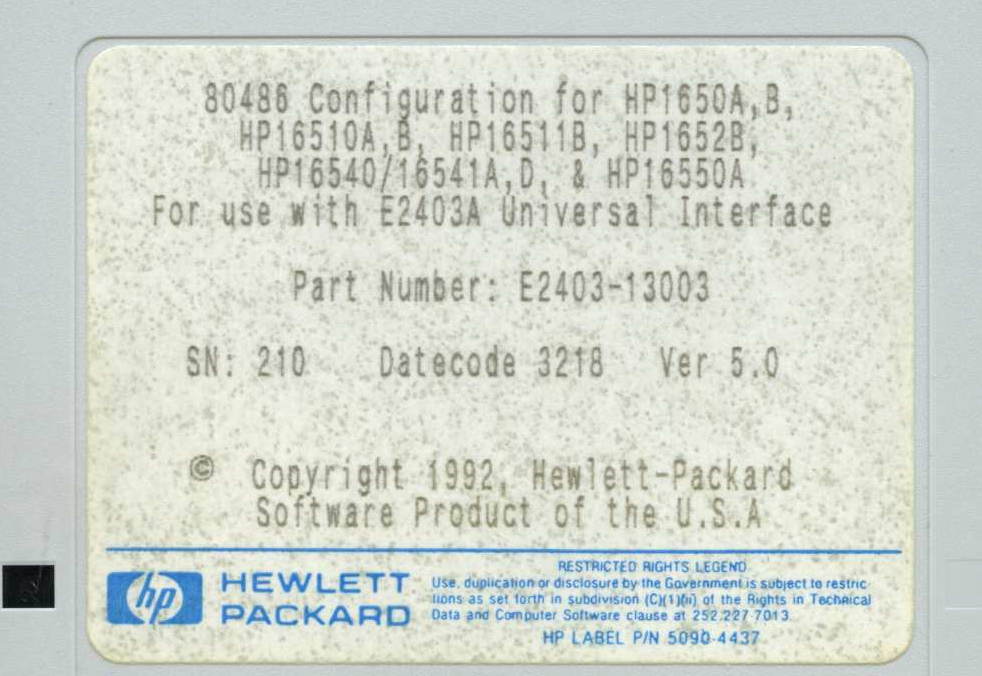 80486 Configuration for HP1650A,B,
HP16510A,B, HP16511B, HP1652B,
HP16540/16541A,D, & HP16550A
For use with E2403A Universal Interface
Part Number: E2403-13003
SN: 210 Datecode 3218 Ver 5.0
© Copyright 1992, Hewlett-Packard
Software Product of the U.S.A
hp HEWLETT
PACKARD
RESTRICTED RIGHTS LEGEND
Use, duplication or disclosure by the Government is subject to restric-
tions as set forth in subdivision (C)(1)(ii) of the Rights in Technical
Data and Computer Software clause at 252.227.7013.
HP LABEL P/N 5090-4437